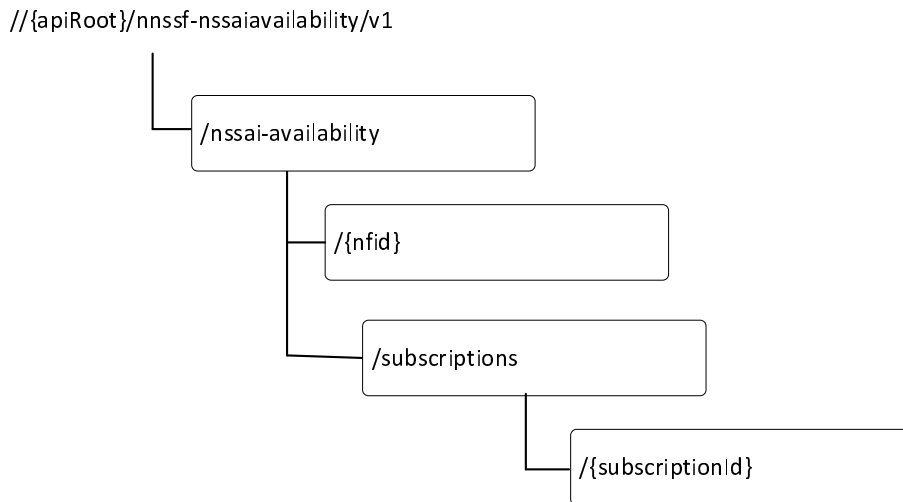 //{apiRoot}/nnssf-nssaiavailability/v1
/nssai-availability
/{nfid}
/subscriptions
/{subscriptionId}